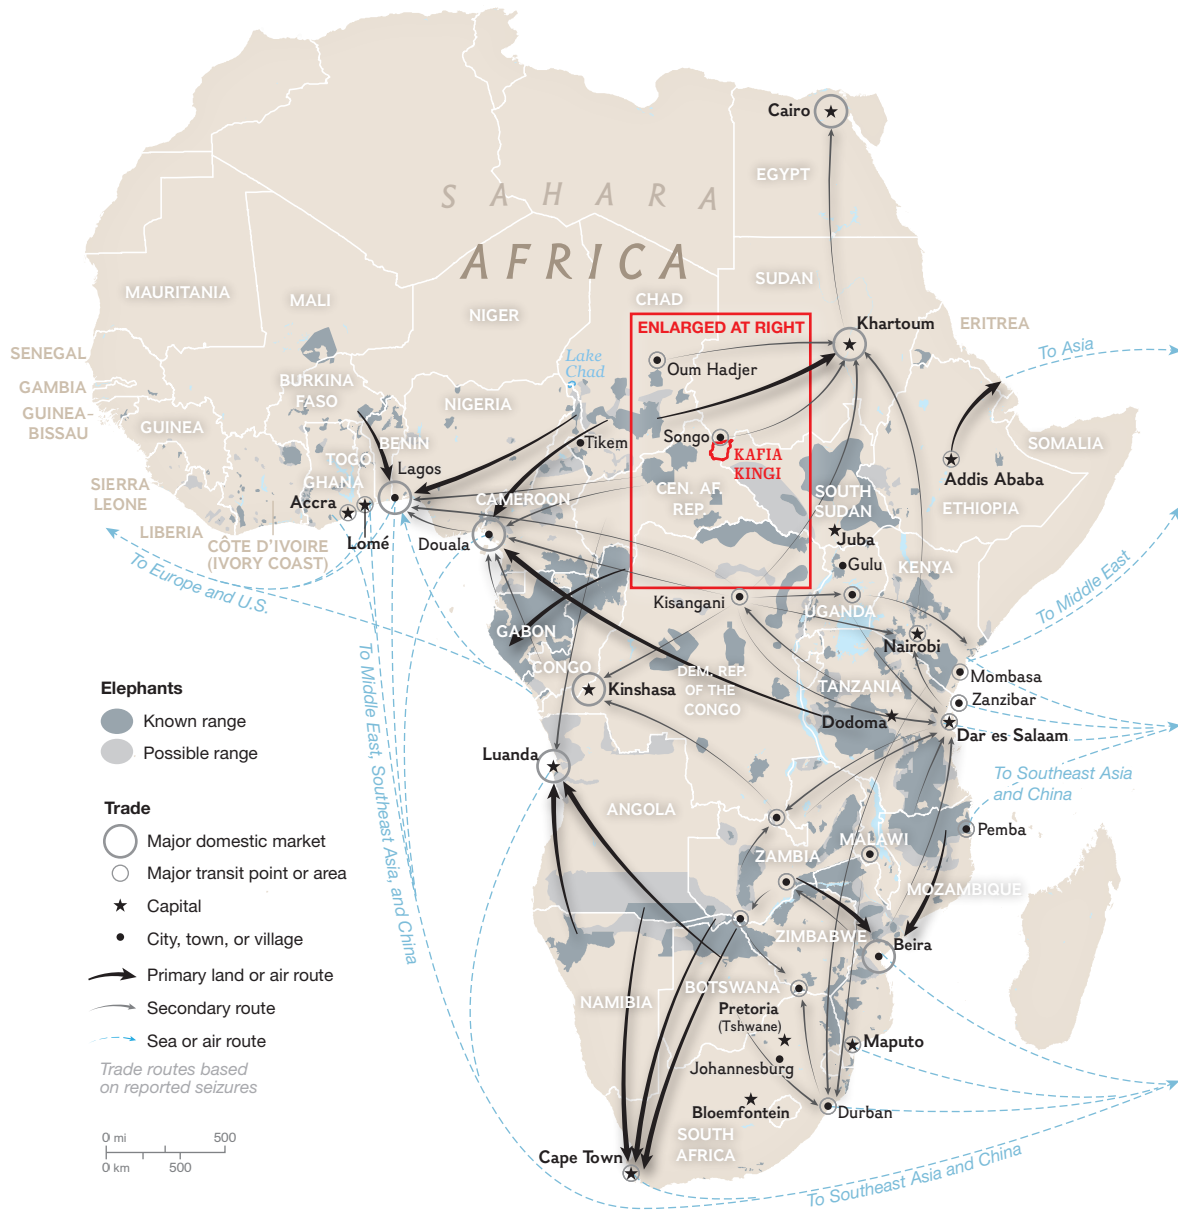 Cairo
EGYPT
SAHARA
AFRICA
MAURITANIA
MALI
NIGER
CHAD
SUDAN
ENLARGED AT RIGHT
Khartoum
ERITREA
To Asia
SENEGAL
GAMBIA
GUINEA-
BISSAU
GUINEA
BURKINA
FASO
Lake
Chad
Oum Hadjer
NIGERIA
BENIN
TOGO
GHANA
Lagos
Tikem
Songo
KAFIA
KINGI
SOMALIA
Addis Ababa
ETHIOPIA
SIERRA
LEONE
LIBERIA
CÔTE D'IVOIRE
(IVORY COAST)
Accra
Lomé
CAMEROON
Douala
CEN. AF.
REP.
SOUTH
SUDAN
Juba
Gulu
KENYA
To Europe and U.S.
To Middle East
Kisangani
UGANDA
Nairobi
GABON
CONGO
Kinshasa
DEM. REP.
OF THE
CONGO
TANZANIA
Mombasa
Zanzibar
Dodoma
Dar es Salaam
To Southeast Asia
and China
To Middle East, Southeast Asia, and China
Luanda
ANGOLA
ZAMBIA
MALAWI
Pemba
MOZAMBIQUE
ZIMBABWE
Beira
NAMIBIA
BOTSWANA
Pretoria
(Tshwane)
Johannesburg
Maputo
Bloemfontein
Durban
SOUTH
AFRICA
Cape Town
To Southeast Asia and China
Elephants
Known range
Possible range
Trade
Major domestic market
Major transit point or area
Capital
City, town, or village
Primary land or air route
Secondary route
Sea or air route
Trade routes based
on reported seizures
0 mi 500
0 km 500